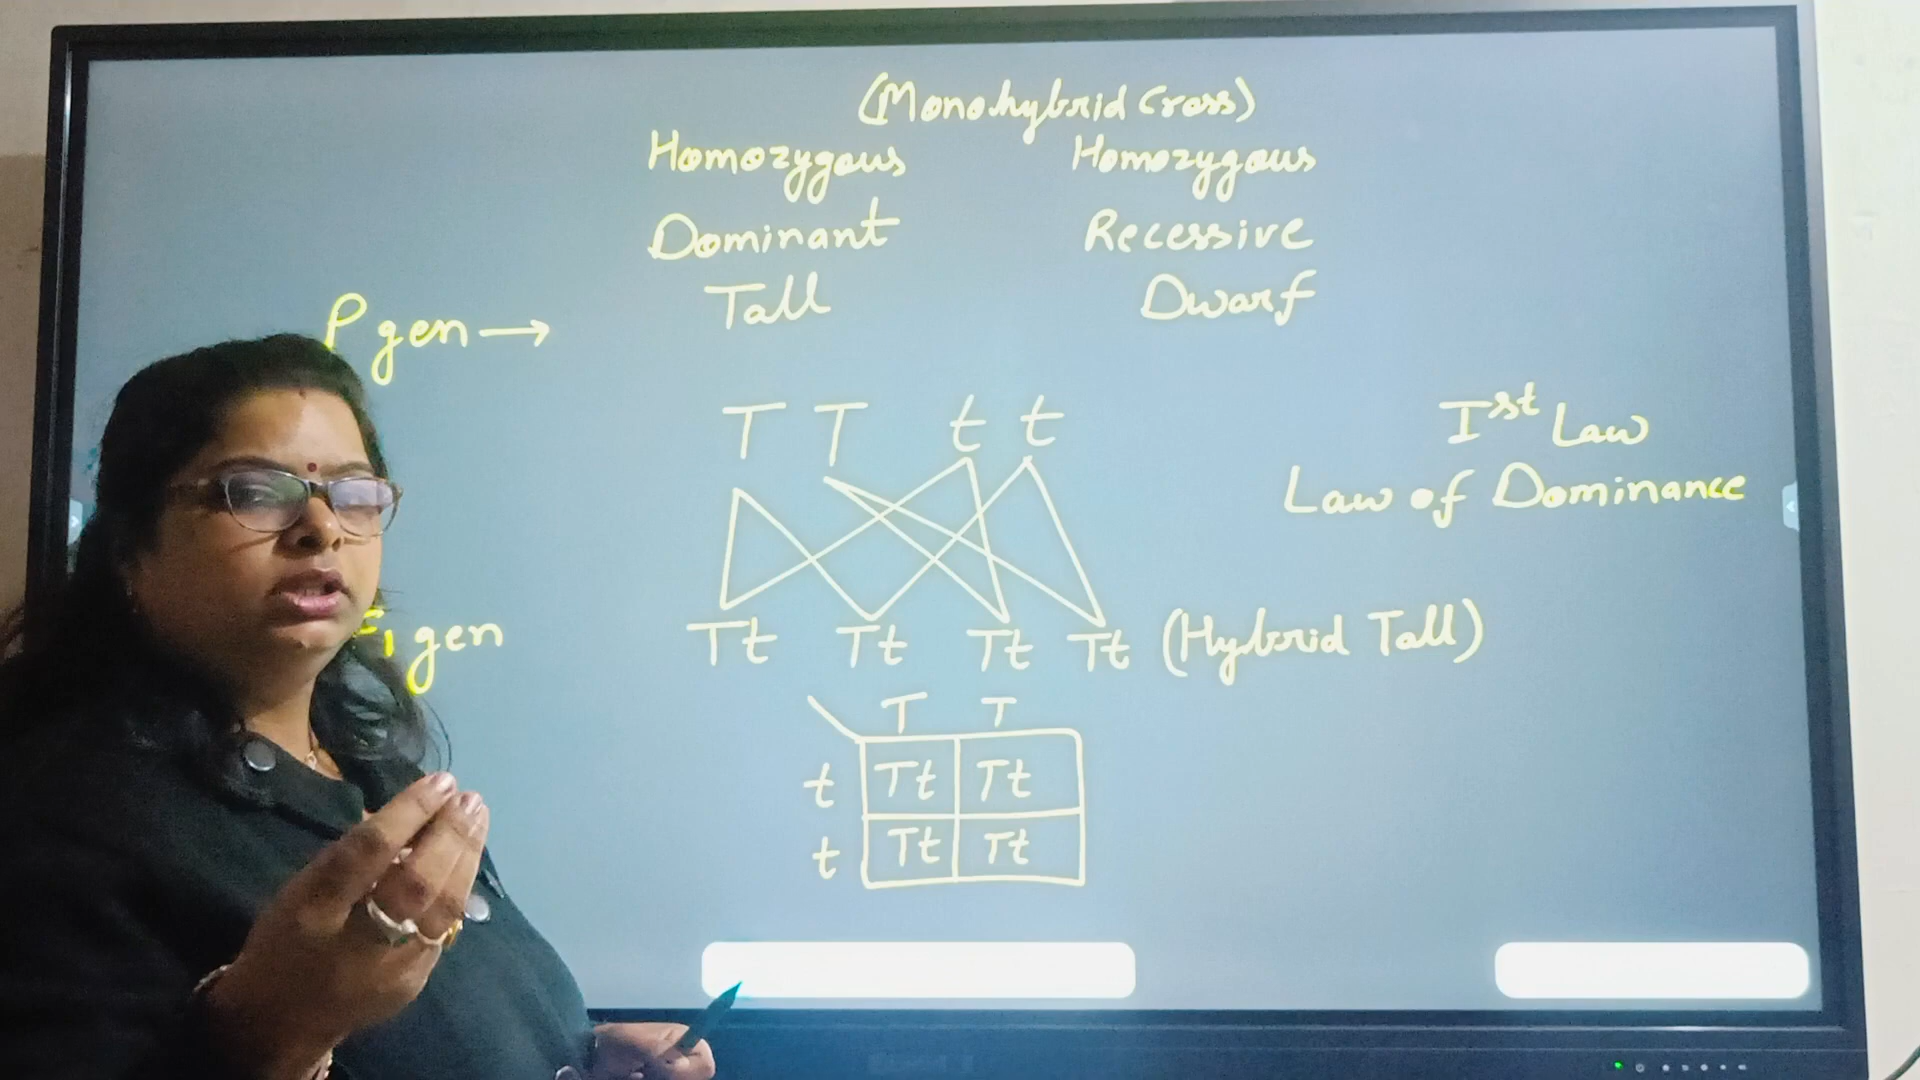 (Monohybrid Cross)
Homozygous Homozygous
Dominant Recessive
Tall Dwarf
P gen →
T T t t
Ist Law
Law of Dominance
F1 gen
Tt Tt Tt Tt (Hybrid Tall)
T T
t Tt Tt
t Tt Tt